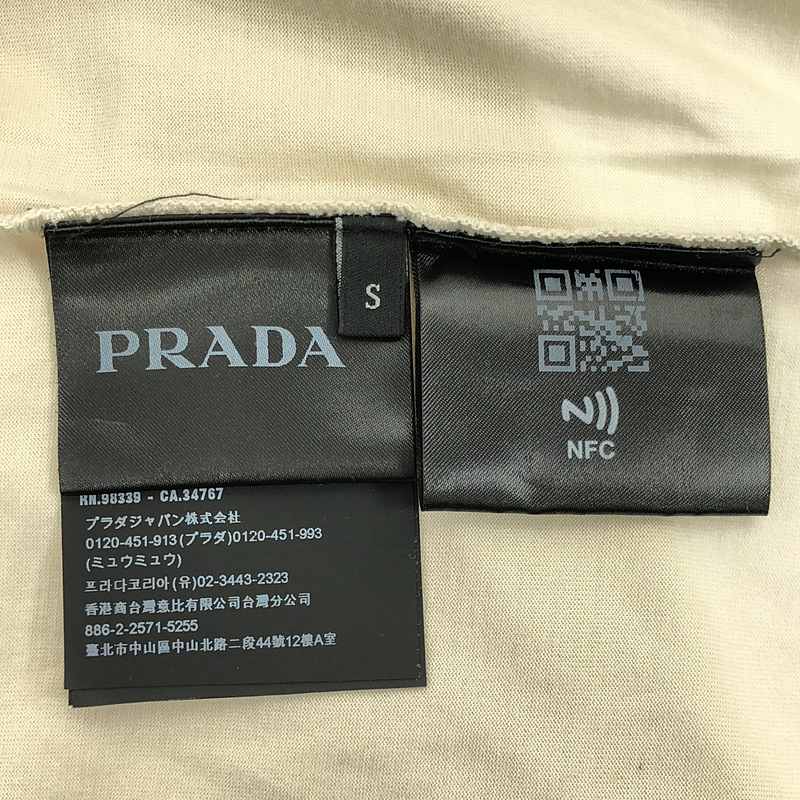 PRADA
S
NFC
RN.98339 - CA.34767
プラダジャパン株式会社
0120-451-913 (プラダ) 0120-451-993
(ミュウミュウ)
프라다코리아 (유) 02-3443-2323
香港商台灣意比有限公司台灣分公司
886-2-2571-5255
臺北市中山區中山北路二段44號12樓A室